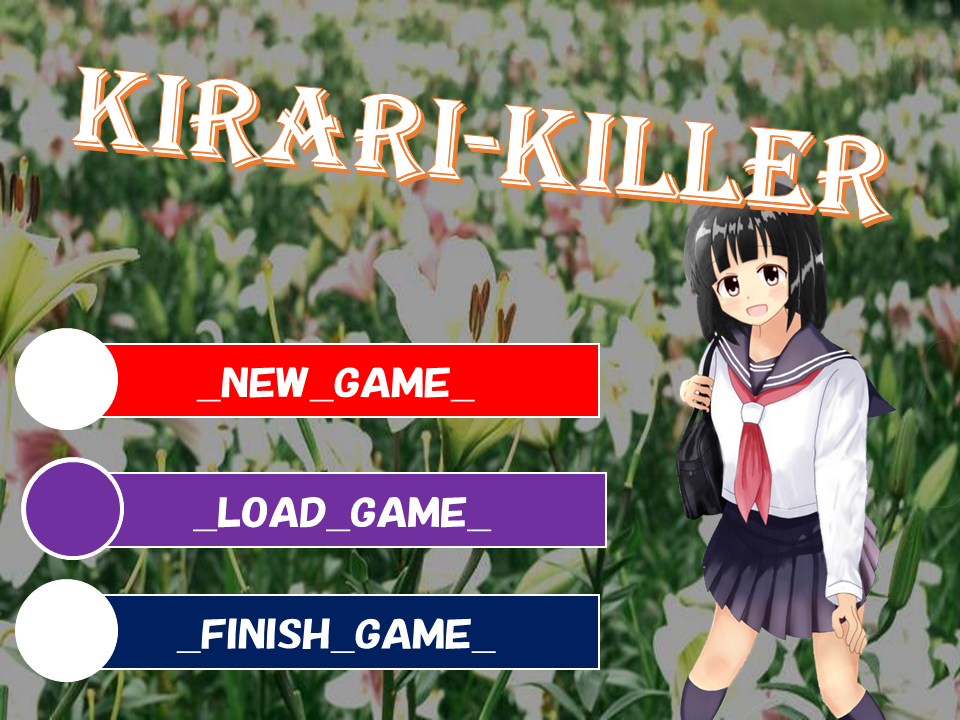 KIRARI-KILLER
_NEW_GAME_
_LOAD_GAME_
_FINISH_GAME_